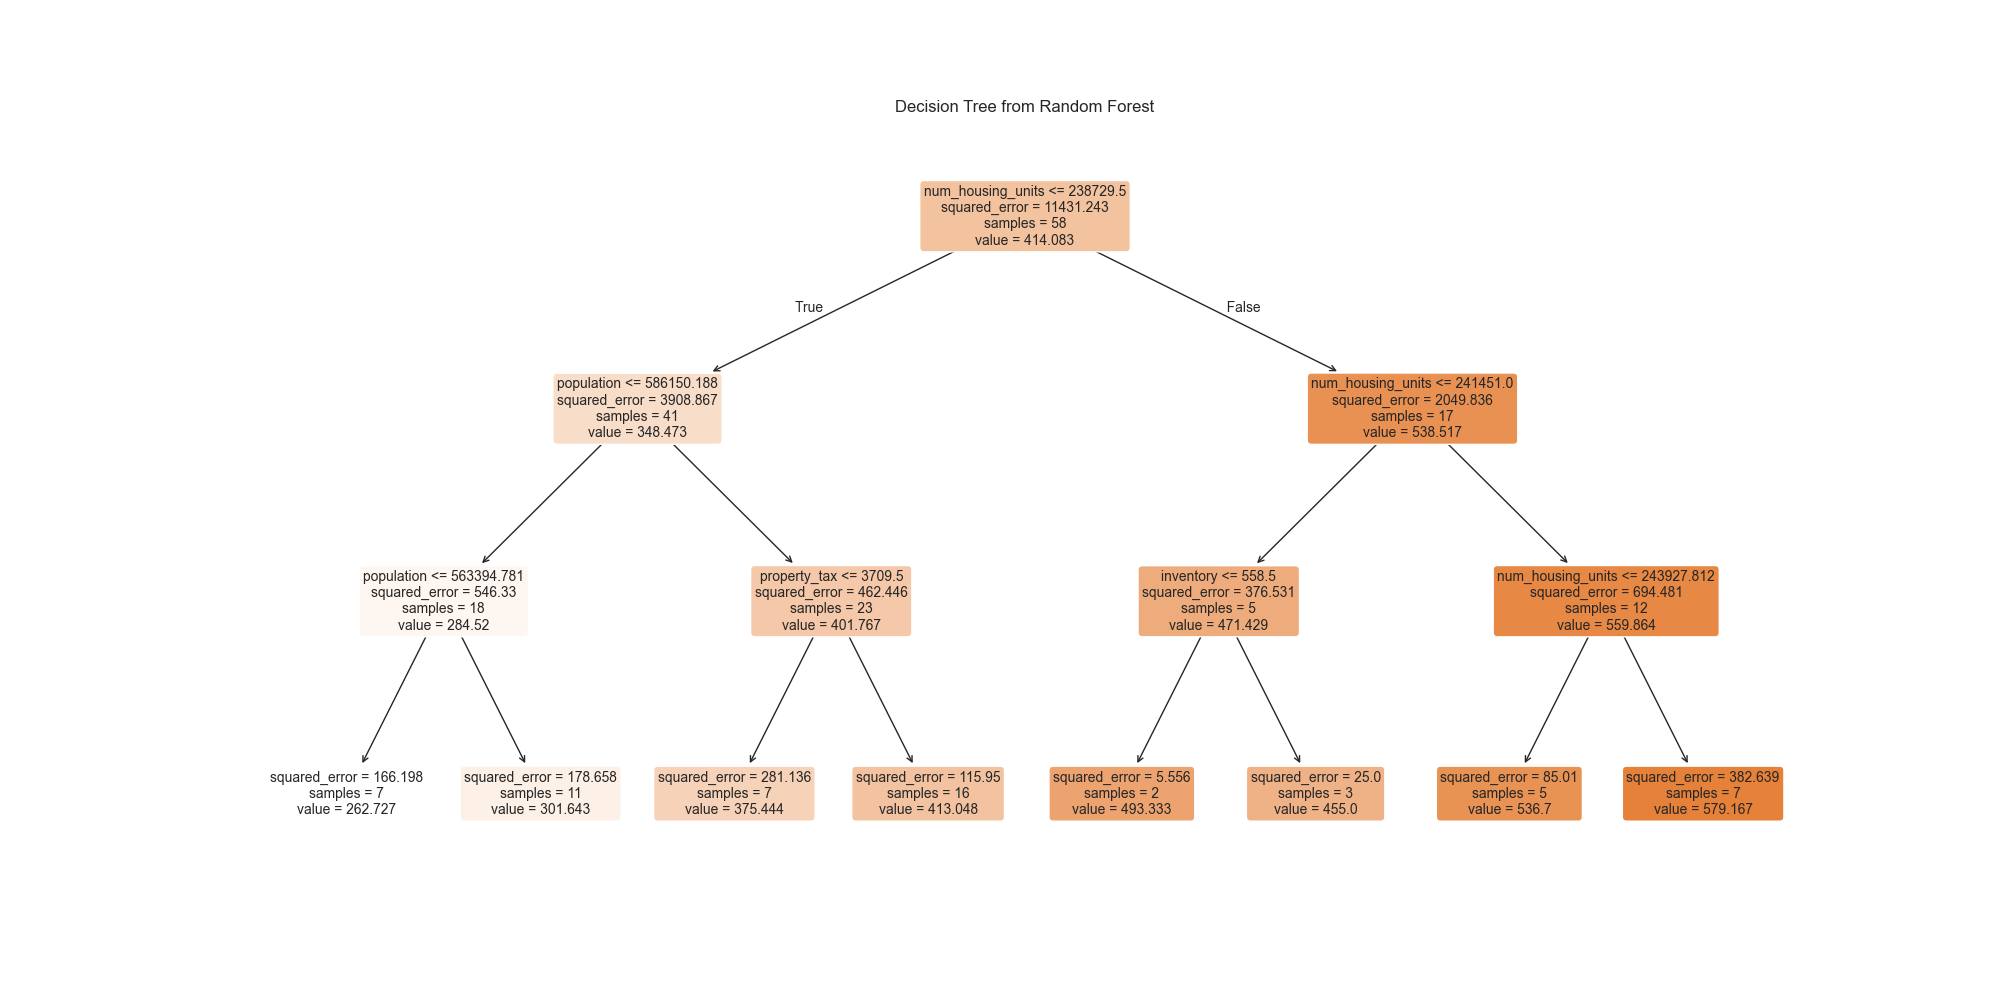 Decision Tree from Random Forest
num_housing_units <= 238729.5
squared_error = 11431.243
samples = 58
value = 414.083
True
False
population <= 586150.188
squared_error = 3908.867
samples = 41
value = 348.473
num_housing_units <= 241451.0
squared_error = 2049.836
samples = 17
value = 538.517
population <= 563394.781
squared_error = 546.33
samples = 18
value = 284.52
property_tax <= 3709.5
squared_error = 462.446
samples = 23
value = 401.767
inventory <= 558.5
squared_error = 376.531
samples = 5
value = 471.429
num_housing_units <= 243927.812
squared_error = 694.481
samples = 12
value = 559.864
squared_error = 166.198
samples = 7
value = 262.727
squared_error = 178.658
samples = 11
value = 301.643
squared_error = 281.136
samples = 7
value = 375.444
squared_error = 115.95
samples = 16
value = 413.048
squared_error = 5.556
samples = 2
value = 493.333
squared_error = 25.0
samples = 3
value = 455.0
squared_error = 85.01
samples = 5
value = 536.7
squared_error = 382.639
samples = 7
value = 579.167